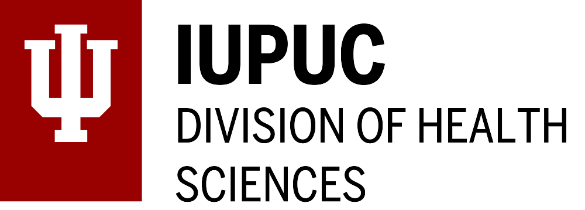 IUPUC
DIVISION OF HEALTH
SCIENCES